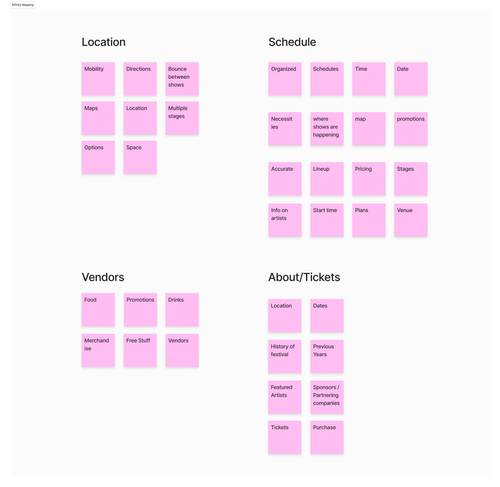 Affinity Mapping
Location
Mobility
Directions
Bounce
between
shows
Maps
Location
Multiple
stages
Options
Space
Schedule
Organized
Schedules
Time
Date
Necessit
ies
where
shows are
happening
map
promotions
Accurate
Lineup
Pricing
Stages
Info on
artists
Start time
Plans
Venue
Vendors
Food
Promotions
Drinks
Merchand
ise
Free Stuff
Vendors
About/Tickets
Location
Dates
History of
festival
Previous
Years
Featured
Artists
Sponsors /
Partnering
companies
Tickets
Purchase